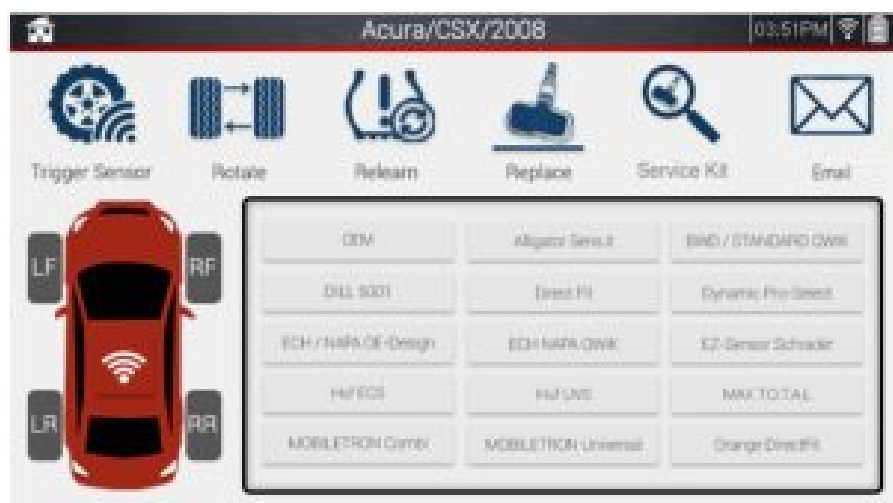 Acura/CSX/2008 03:51PM
Trigger Sensor Rotate Relearn Replace Service Kit Email
LF RF
LR RR
OEM Alligator Sens.it BWD / STANDARD QWIK
DILL 9001 Direct Fit Dynamic Pro-Select
ECH / NAPA OE-Design ECH NAPA QWIK EZ-Sensor Schrader
Huf ECS Huf UVS MAX TOTAL
MOBILETRON Combi MOBILETRON Universal Orange DirectFit